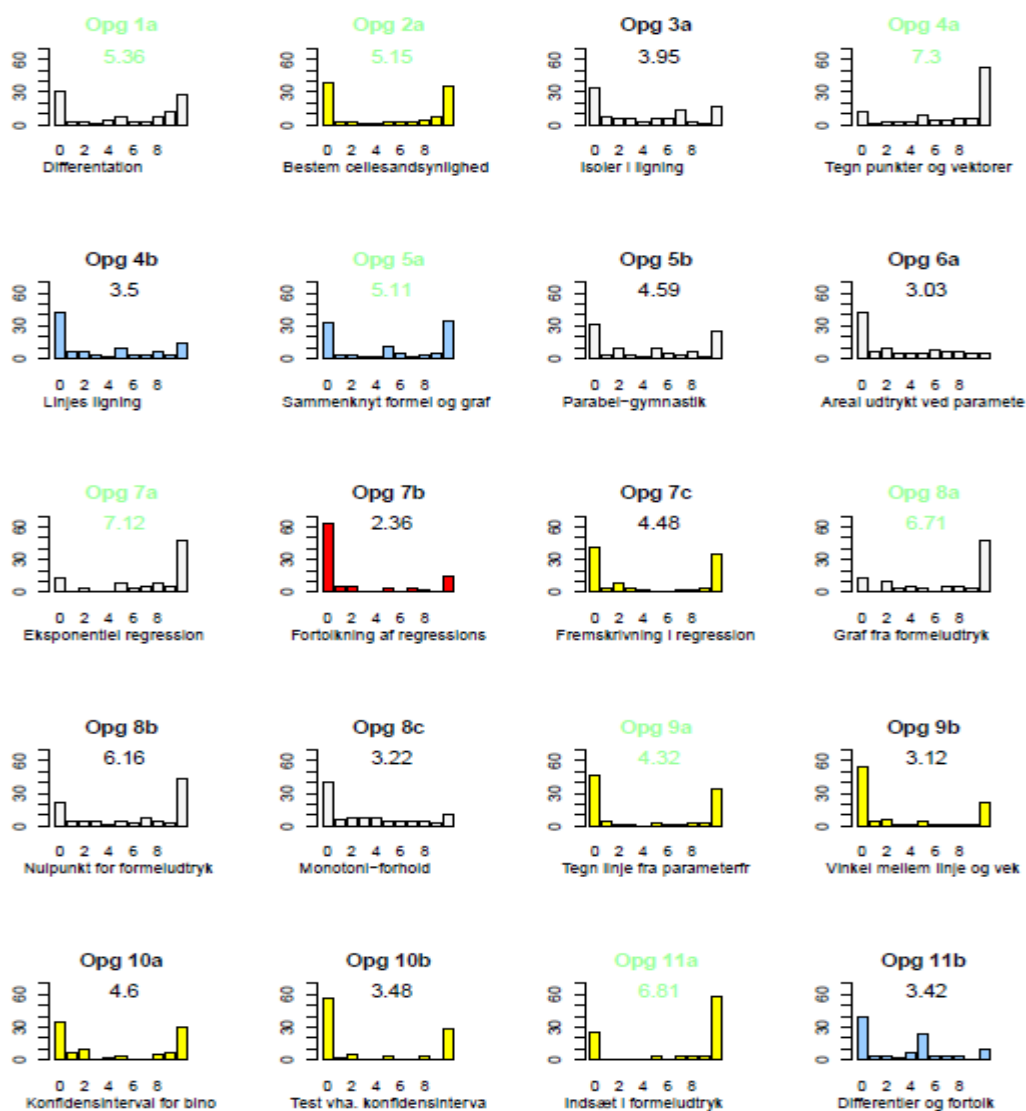 Opg 1a Opg 2a Opg 3a Opg 4a
5.36 5.15 3.95 7.3
0 30 60 0 30 60 0 30 60 0 30 60
0 2 4 6 8 0 2 4 6 8 0 2 4 6 8 0 2 4 6 8
Differentation Bestem cellesandsynlighed Isoler i ligning Tegn punkter og vektorer
Opg 4b Opg 5a Opg 5b Opg 6a
3.5 5.11 4.59 3.03
0 30 60 0 30 60 0 30 60 0 30 60
0 2 4 6 8 0 2 4 6 8 0 2 4 6 8 0 2 4 6 8
Linjes ligning Sammenknyt formel og graf Parabel-gymnastik Areal udtrykt ved paramete
Opg 7a Opg 7b Opg 7c Opg 8a
7.12 2.36 4.48 6.71
0 30 60 0 30 60 0 30 60 0 30 60
0 2 4 6 8 0 2 4 6 8 0 2 4 6 8 0 2 4 6 8
Eksponentiel regression Fortolkning af regressions Fremskrivning i regression Graf fra formeludtryk
Opg 8b Opg 8c Opg 9a Opg 9b
6.16 3.22 4.32 3.12
0 30 60 0 30 60 0 30 60 0 30 60
0 2 4 6 8 0 2 4 6 8 0 2 4 6 8 0 2 4 6 8
Nulpunkt for formeludtryk Monotoni-forhold Tegn linje fra parameterfr Vinkel mellem linje og vek
Opg 10a Opg 10b Opg 11a Opg 11b
4.6 3.48 6.81 3.42
0 30 60 0 30 60 0 30 60 0 30 60
0 2 4 6 8 0 2 4 6 8 0 2 4 6 8 0 2 4 6 8
Konfidensinterval for bino Test vha. konfidensinterva Indsæt i formeludtryk Differentier og fortolk